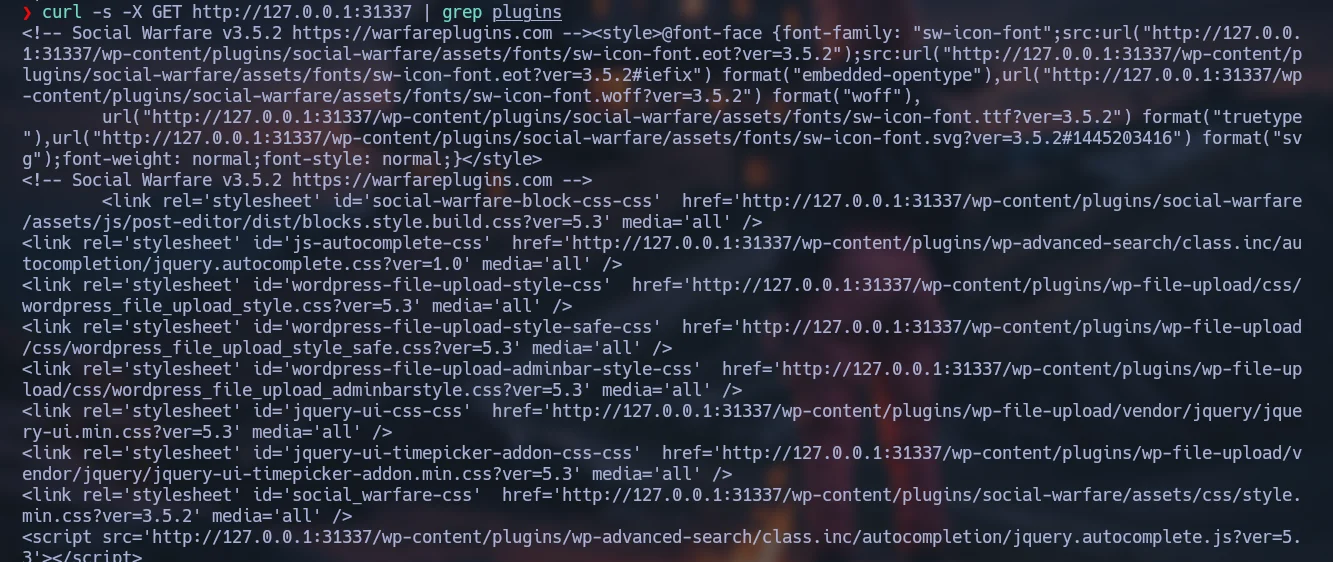 ❯ curl -s -X GET http://127.0.0.1:31337 | grep plugins
<!-- Social Warfare v3.5.2 https://warfareplugins.com --><style>@font-face {font-family: "sw-icon-font";src:url("http://127.0.0.
1:31337/wp-content/plugins/social-warfare/assets/fonts/sw-icon-font.eot?ver=3.5.2");src:url("http://127.0.0.1:31337/wp-content/p
lugins/social-warfare/assets/fonts/sw-icon-font.eot?ver=3.5.2#iefix") format("embedded-opentype"),url("http://127.0.0.1:31337/wp
-content/plugins/social-warfare/assets/fonts/sw-icon-font.woff?ver=3.5.2") format("woff"),
        url("http://127.0.0.1:31337/wp-content/plugins/social-warfare/assets/fonts/sw-icon-font.ttf?ver=3.5.2") format("truetype
"),url("http://127.0.0.1:31337/wp-content/plugins/social-warfare/assets/fonts/sw-icon-font.svg?ver=3.5.2#1445203416") format("sv
g");font-weight: normal;font-style: normal;}</style>
<!-- Social Warfare v3.5.2 https://warfareplugins.com -->
        <link rel='stylesheet' id='social-warfare-block-css-css'  href='http://127.0.0.1:31337/wp-content/plugins/social-warfare
/assets/js/post-editor/dist/blocks.style.build.css?ver=5.3' media='all' />
<link rel='stylesheet' id='js-autocomplete-css'  href='http://127.0.0.1:31337/wp-content/plugins/wp-advanced-search/class.inc/au
tocompletion/jquery.autocomplete.css?ver=1.0' media='all' />
<link rel='stylesheet' id='wordpress-file-upload-style-css'  href='http://127.0.0.1:31337/wp-content/plugins/wp-file-upload/css/
wordpress_file_upload_style.css?ver=5.3' media='all' />
<link rel='stylesheet' id='wordpress-file-upload-style-safe-css'  href='http://127.0.0.1:31337/wp-content/plugins/wp-file-upload
/css/wordpress_file_upload_style_safe.css?ver=5.3' media='all' />
<link rel='stylesheet' id='wordpress-file-upload-adminbar-style-css'  href='http://127.0.0.1:31337/wp-content/plugins/wp-file-up
load/css/wordpress_file_upload_adminbarstyle.css?ver=5.3' media='all' />
<link rel='stylesheet' id='jquery-ui-css-css'  href='http://127.0.0.1:31337/wp-content/plugins/wp-file-upload/vendor/jquery/jque
ry-ui.min.css?ver=5.3' media='all' />
<link rel='stylesheet' id='jquery-ui-timepicker-addon-css-css'  href='http://127.0.0.1:31337/wp-content/plugins/wp-file-upload/v
endor/jquery/jquery-ui-timepicker-addon.min.css?ver=5.3' media='all' />
<link rel='stylesheet' id='social_warfare-css'  href='http://127.0.0.1:31337/wp-content/plugins/social-warfare/assets/css/style.
min.css?ver=3.5.2' media='all' />
<script src='http://127.0.0.1:31337/wp-content/plugins/wp-advanced-search/class.inc/autocompletion/jquery.autocomplete.js?ver=5.
3'></script>